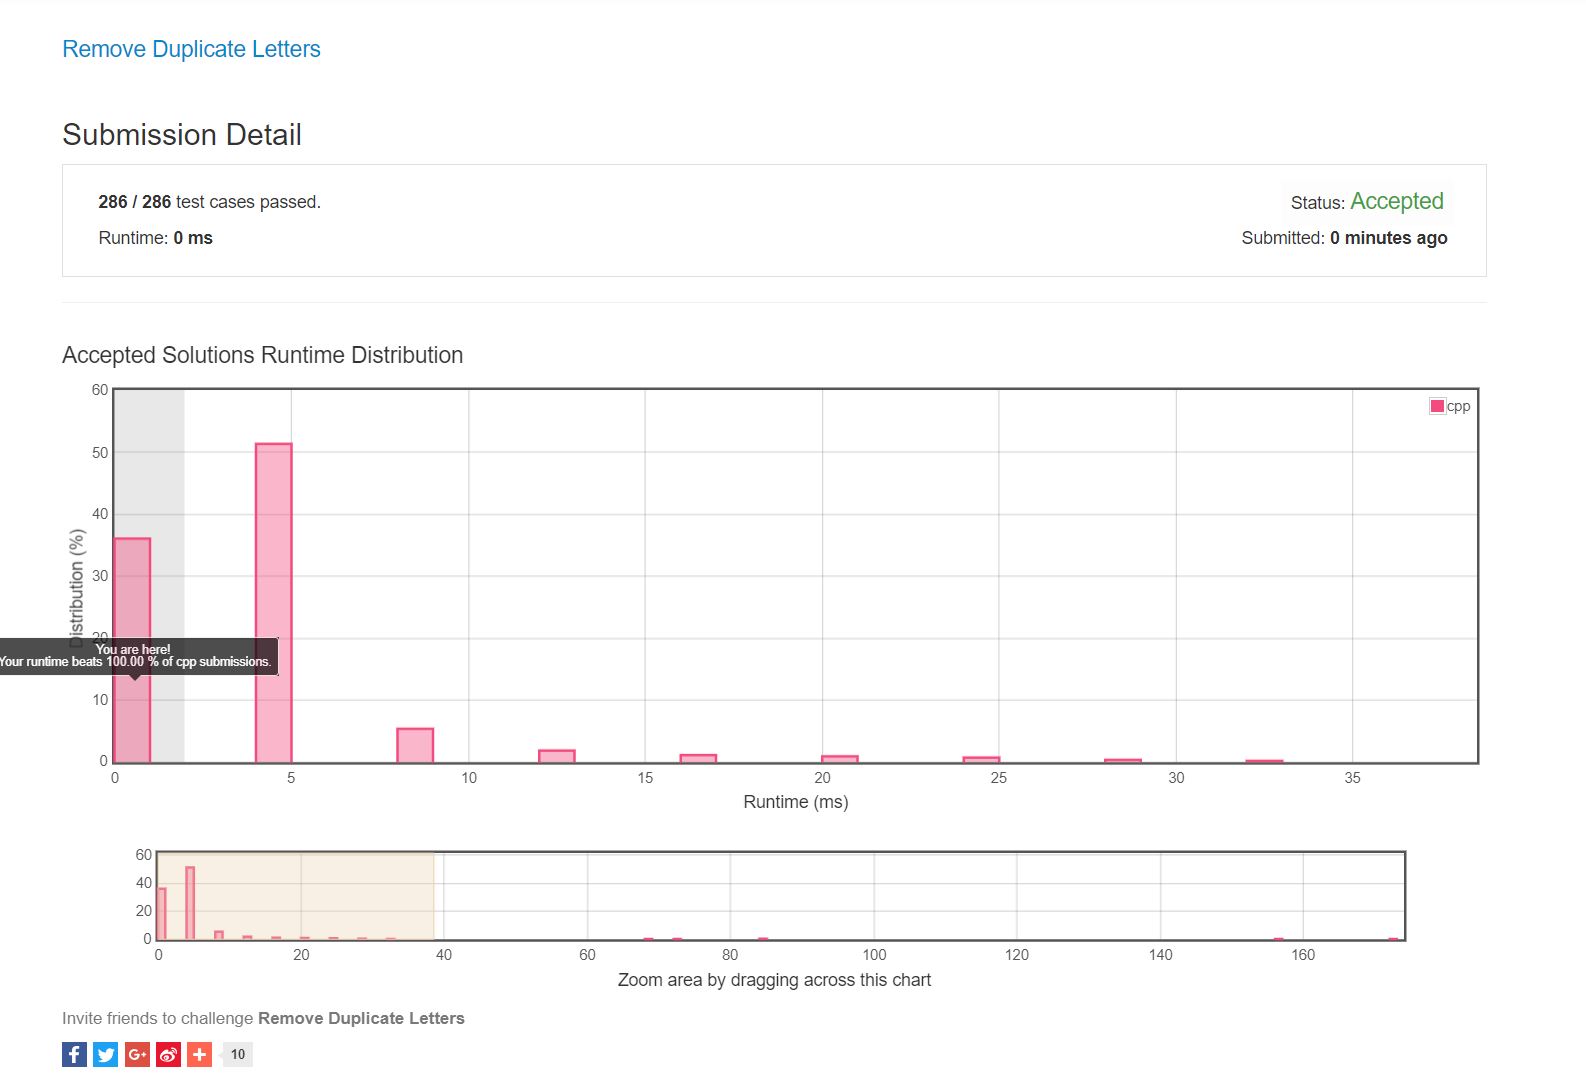 Remove Duplicate Letters
Submission Detail
286 / 286 test cases passed.
Status: Accepted
Runtime: 0 ms
Submitted: 0 minutes ago
Accepted Solutions Runtime Distribution
60
50
40
30
20
10
0
Distribution (%)
cpp
You are here!
Your runtime beats 100.00 % of cpp submissions.
0 5 10 15 20 25 30 35
Runtime (ms)
60
40
20
0
0 20 40 60 80 100 120 140 160
Zoom area by dragging across this chart
Invite friends to challenge Remove Duplicate Letters
f G+ + 10